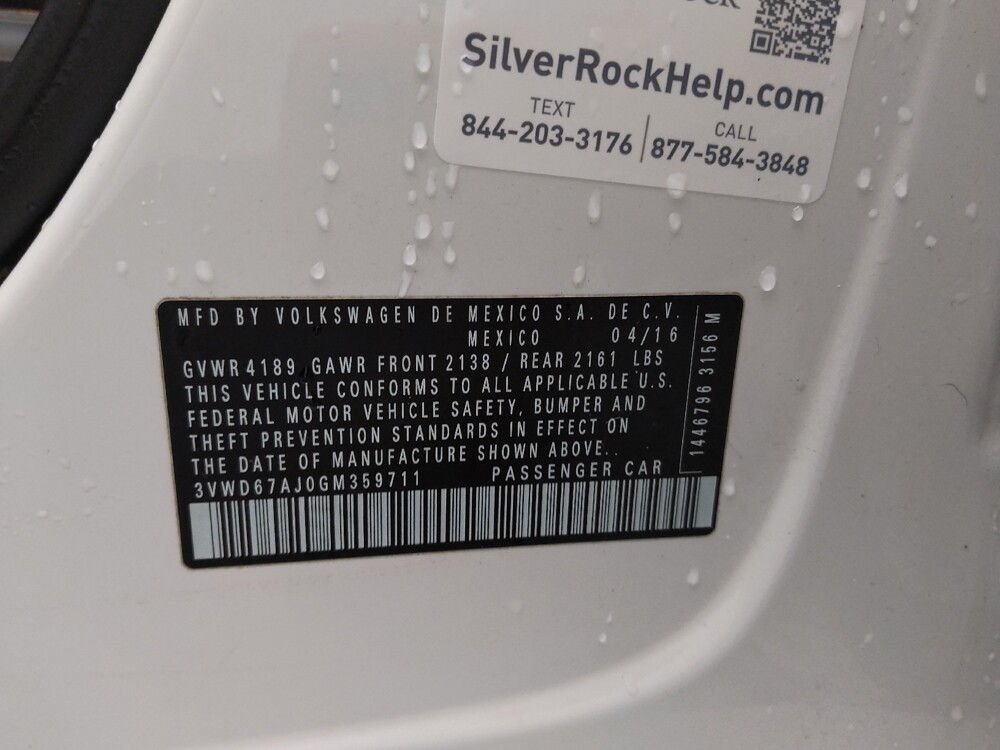 SilverRockHelp.com
TEXT
844-203-3176
CALL
877-584-3848
MFD BY VOLKSWAGEN DE MEXICO S.A. DE C.V.
MEXICO 04/16
GVWR 4189 GAWR FRONT 2138 / REAR 2161 LBS
THIS VEHICLE CONFORMS TO ALL APPLICABLE U.S.
FEDERAL MOTOR VEHICLE SAFETY, BUMPER AND
THEFT PREVENTION STANDARDS IN EFFECT ON
THE DATE OF MANUFACTURE SHOWN ABOVE..
3VWD67AJ0GM359711 PASSENGER CAR
1446796 3156 M